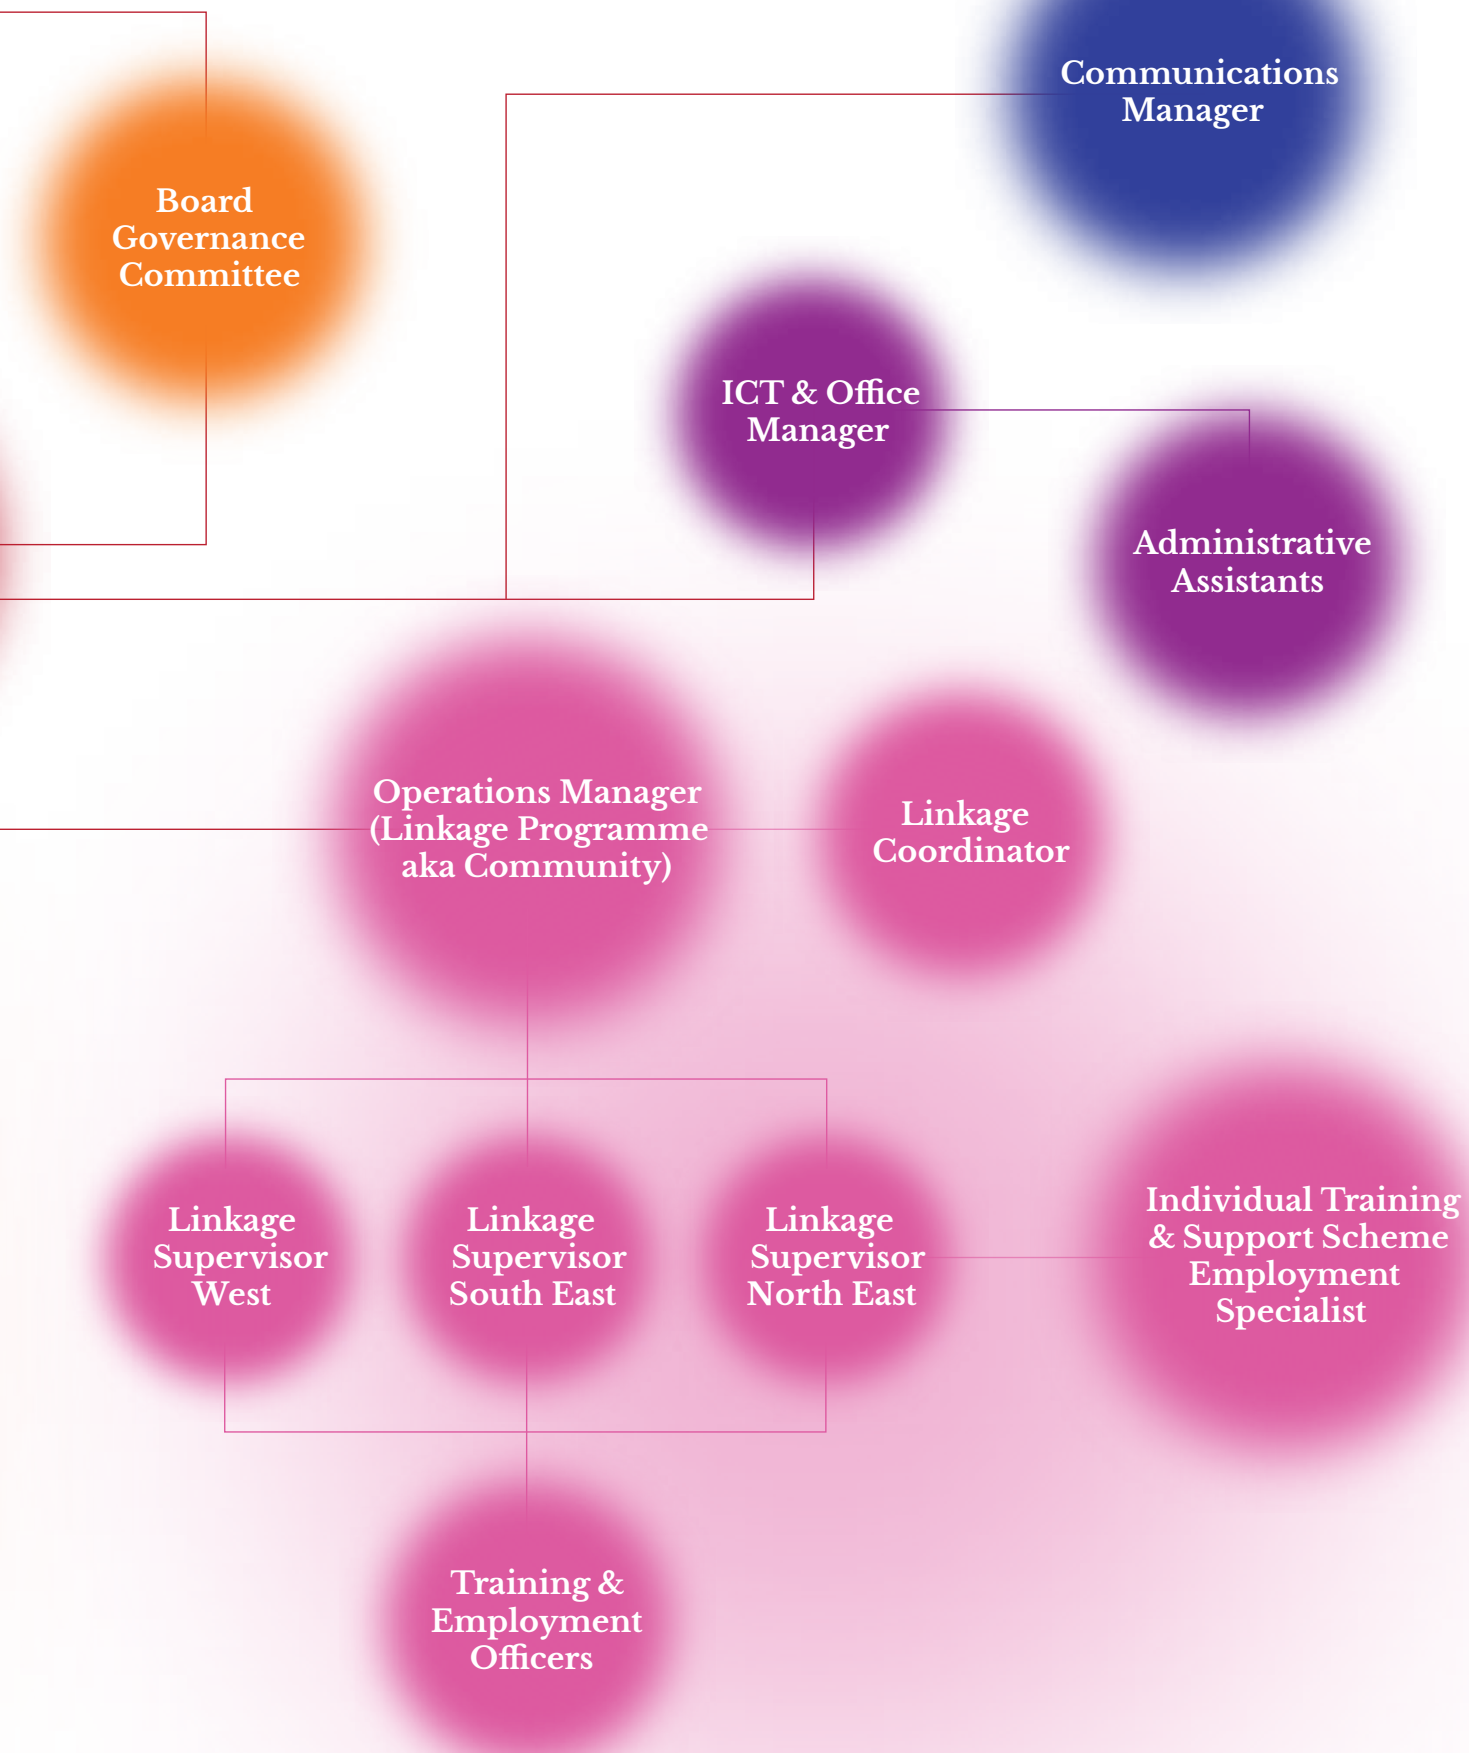 Communications
Manager
Board
Governance
Committee
ICT & Office
Manager
Administrative
Assistants
Operations Manager
(Linkage Programme
aka Community)
Linkage
Coordinator
Linkage
Supervisor
West
Linkage
Supervisor
South East
Linkage
Supervisor
North East
Individual Training
& Support Scheme
Employment
Specialist
Training &
Employment
Officers